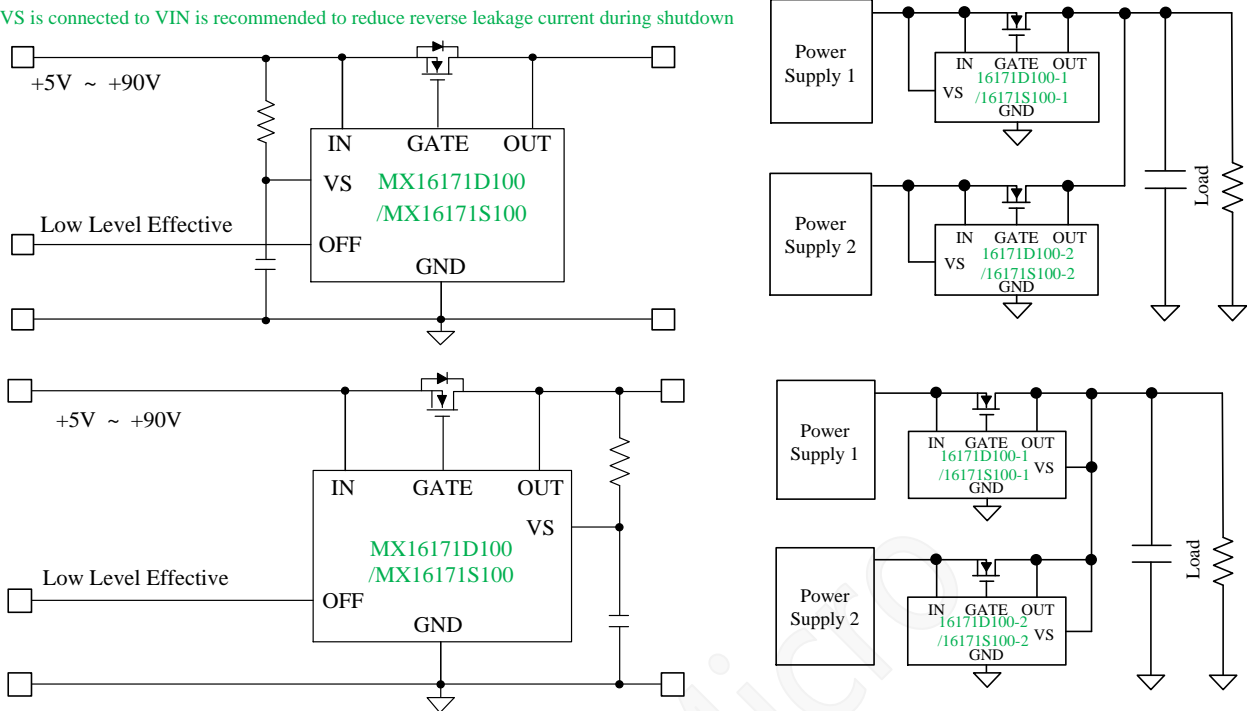 VS is connected to VIN is recommended to reduce reverse leakage current during shutdown
+5V ~ +90V
IN GATE OUT
VS MX16171D100
/MX16171S100
Low Level Effective
OFF
GND
Power
Supply 1
IN GATE OUT
16171D100-1
VS
/16171S100-1
GND
Power
Supply 2
IN GATE OUT
16171D100-2
VS
/16171S100-2
GND
Load
+5V ~ +90V
IN GATE OUT
VS
MX16171D100
/MX16171S100
Low Level Effective
OFF
GND
Power
Supply 1
IN GATE OUT
16171D100-1
VS
/16171S100-1
GND
Power
Supply 2
IN GATE OUT
16171D100-2
VS
/16171S100-2
GND
Load
Micro